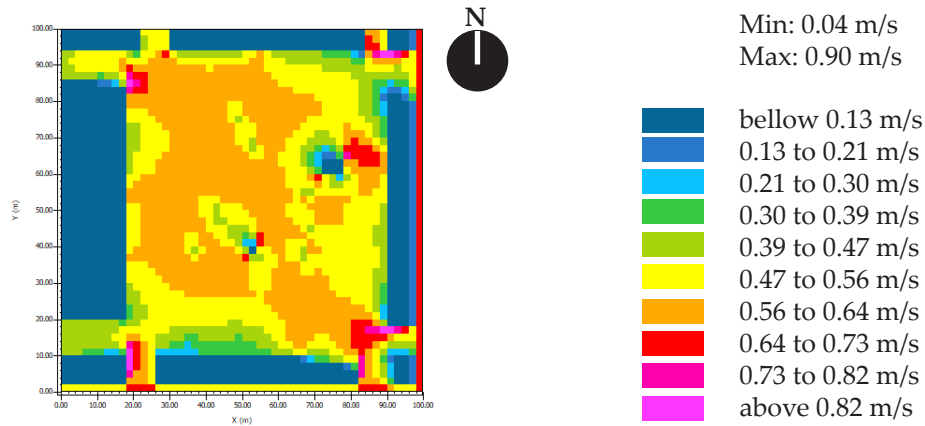 N
Min: 0.04 m/s
Max: 0.90 m/s
bellow 0.13 m/s
0.13 to 0.21 m/s
0.21 to 0.30 m/s
0.30 to 0.39 m/s
0.39 to 0.47 m/s
0.47 to 0.56 m/s
0.56 to 0.64 m/s
0.64 to 0.73 m/s
0.73 to 0.82 m/s
above 0.82 m/s
100.00
90.00
80.00
70.00
60.00
50.00
40.00
30.00
20.00
10.00
0.00
Y (m)
0.00 10.00 20.00 30.00 40.00 50.00 60.00 70.00 80.00 90.00 100.00
X (m)